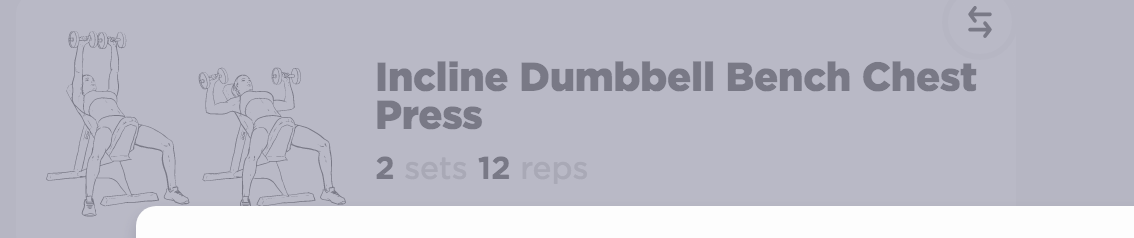 Incline Dumbbell Bench Chest
Press
2 sets 12 reps